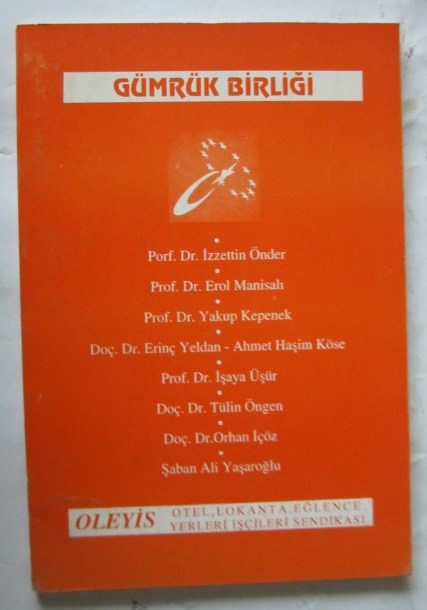 GÜMRÜK BİRLİĞİ
Porf. Dr. İzzettin Önder
Prof. Dr. Erol Manisalı
Prof. Dr. Yakup Kepenek
Doç. Dr. Erinç Yeldan - Ahmet Haşim Köse
Prof. Dr. İşaya Üşür
Doç. Dr. Tülin Öngen
Doç. Dr.Orhan İçöz
Şaban Ali Yaşaroğlu
OLEYİS OTEL,LOKANTA,EĞLENCE,
YERLERİ İŞÇİLERİ SENDİKASI